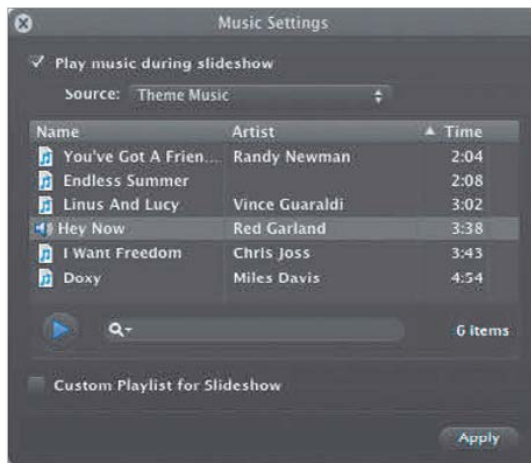 Music Settings
Play music during slideshow
Source: Theme Music
Name Artist Time
You've Got A Frien... Randy Newman 2:04
Endless Summer 2:08
Linus And Lucy Vince Guaraldi 3:02
Hey Now Red Garland 3:38
I Want Freedom Chris Joss 3:43
Doxy Miles Davis 4:54
6 items
Custom Playlist for Slideshow
Apply